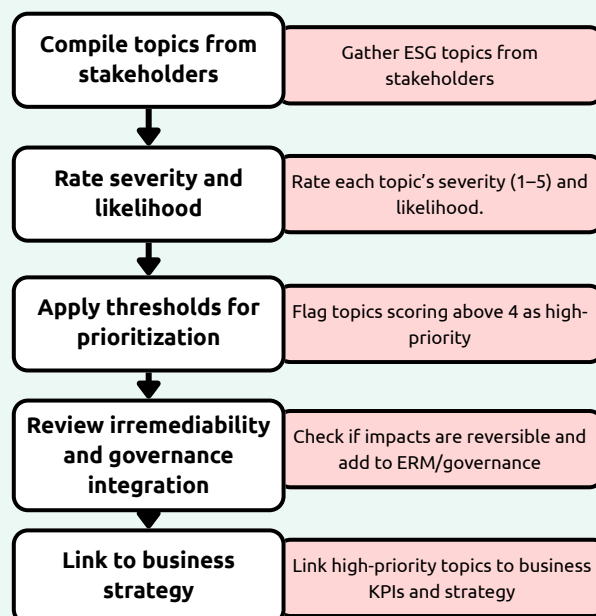 Compile topics from
stakeholders
Gather ESG topics from
stakeholders
Rate severity and
likelihood
Rate each topic’s severity (1–5) and
likelihood.
Apply thresholds for
prioritization
Flag topics scoring above 4 as high-
priority
Review irremediability
and governance
integration
Check if impacts are reversible and
add to ERM/governance
Link to business
strategy
Link high-priority topics to business
KPIs and strategy